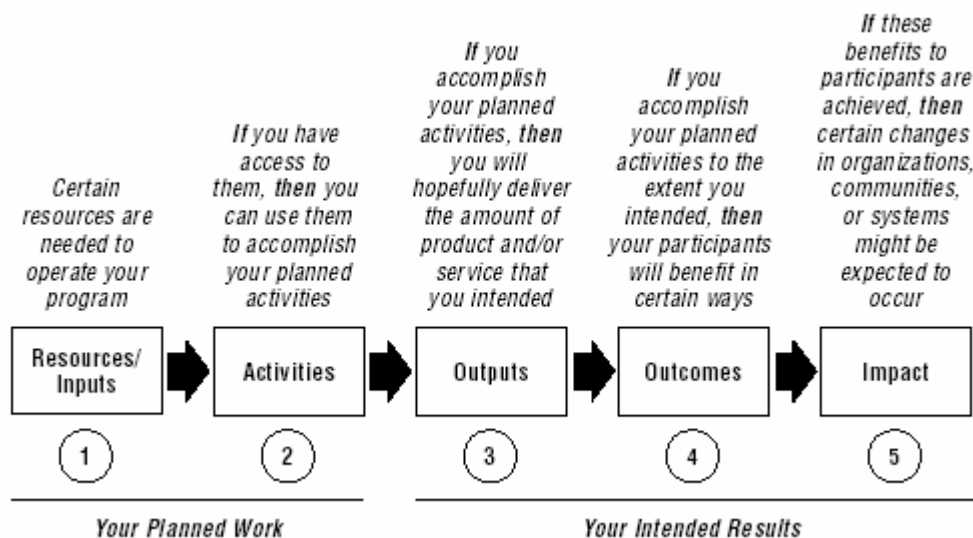 Certain
resources are
needed to
operate your
program
If you have
access to
them, then you
can use them
to accomplish
your planned
activities
If you
accomplish
your planned
activities, then
you will
hopefully deliver
the amount of
product and/or
service that
you intended
If you
accomplish
your planned
activities to the
extent you
intended, then
your participants
will benefit in
certain ways
If these
benefits to
participants are
achieved, then
certain changes
in organizations,
communities,
or systems
might be
expected to
occur
Resources/
Inputs
Activities
Outputs
Outcomes
Impact
1
2
3
4
5
Your Planned Work
Your Intended Results